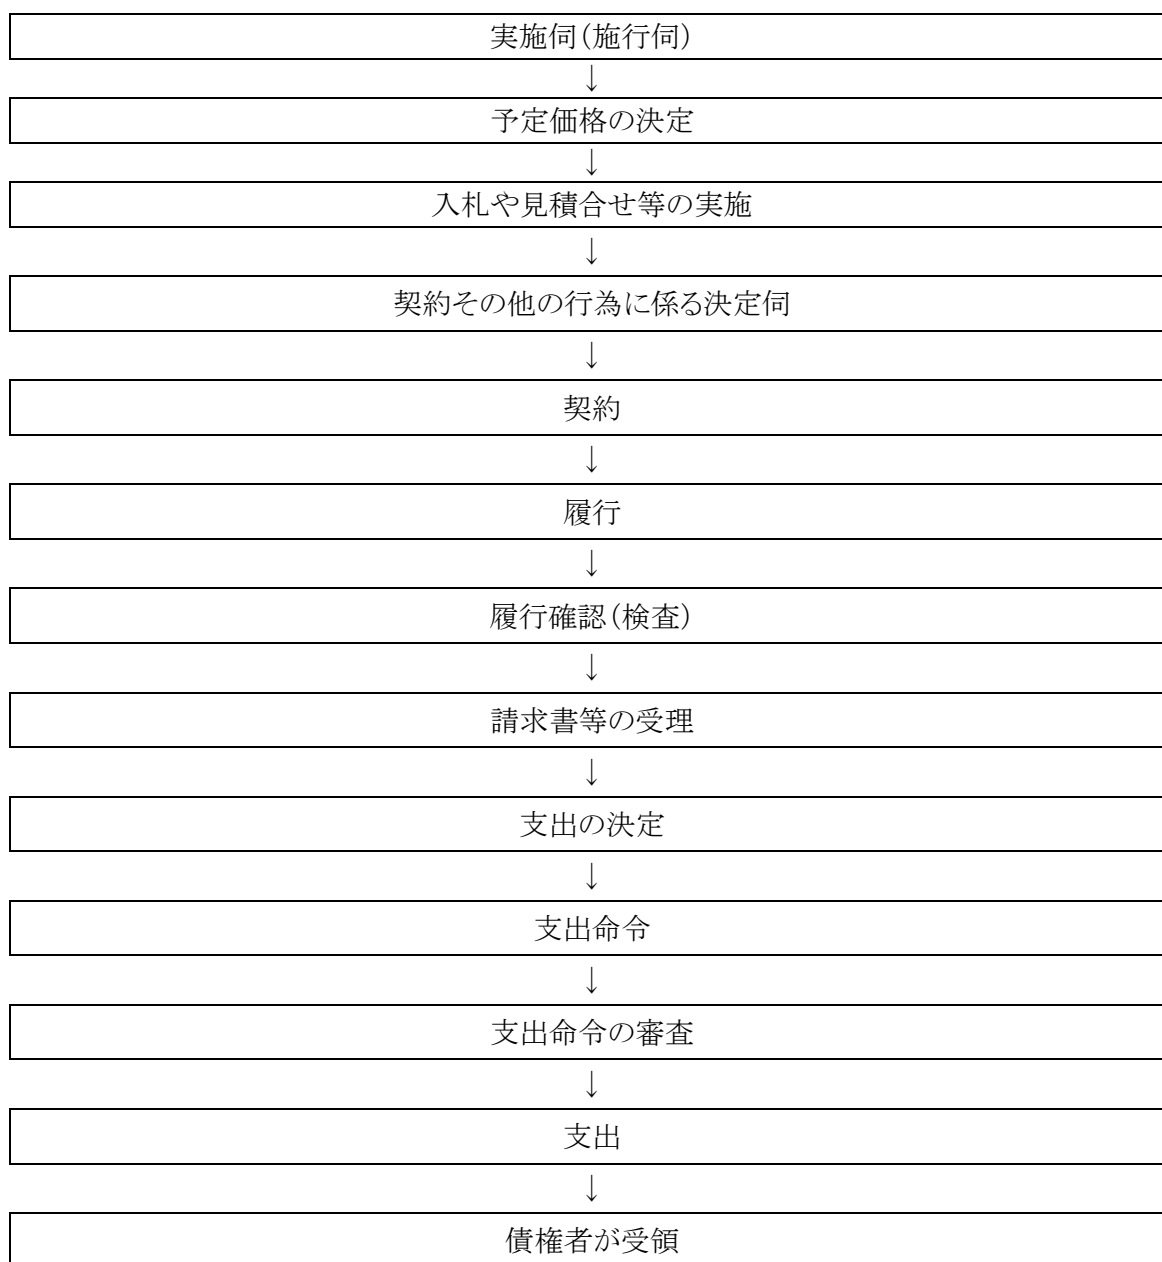 実施伺(施行伺)
↓
予定価格の決定
↓
入札や見積合せ等の実施
↓
契約その他の行為に係る決定伺
↓
契約
↓
履行
↓
履行確認(検査)
↓
請求書等の受理
↓
支出の決定
↓
支出命令
↓
支出命令の審査
↓
支出
↓
債権者が受領